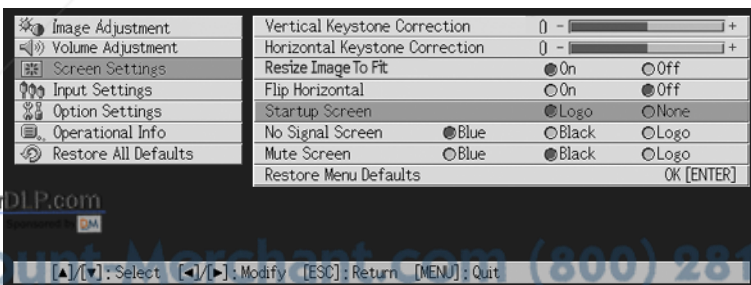 Image Adjustment
Volume Adjustment
Screen Settings
Input Settings
Option Settings
Operational Info
Restore All Defaults
Vertical Keystone Correction 0 - +
Horizontal Keystone Correction 0 - +
Resize Image To Fit On Off
Flip Horizontal On Off
Startup Screen Logo None
No Signal Screen Blue Black Logo
Mute Screen Blue Black Logo
Restore Menu Defaults OK [ENTER]
rDLP.com
DM
ount Merchant.com (800) 281
[▲]/[▼]: Select [◀]/[▶]: Modify [ESC]: Return [MENU]: Quit